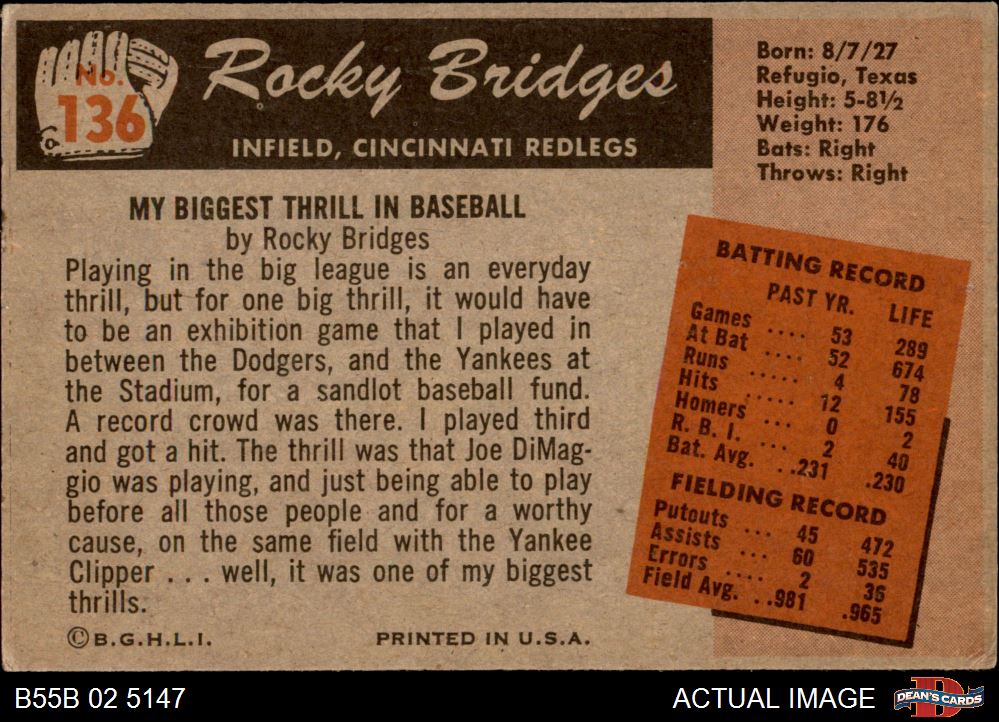 No.
136
Rocky Bridges
INFIELD, CINCINNATI REDLEGS
Born: 8/7/27
Refugio, Texas
Height: 5-8½
Weight: 176
Bats: Right
Throws: Right
MY BIGGEST THRILL IN BASEBALL
by Rocky Bridges
Playing in the big league is an everyday
thrill, but for one big thrill, it would have
to be an exhibition game that I played in
between the Dodgers, and the Yankees at
the Stadium, for a sandlot baseball fund.
A record crowd was there. I played third
and got a hit. The thrill was that Joe DiMag-
gio was playing, and just being able to play
before all those people and for a worthy
cause, on the same field with the Yankee
Clipper . . . well, it was one of my biggest
thrills.
©B.G.H.L.I. PRINTED IN U.S.A.
BATTING RECORD
PAST YR. LIFE
Games .... 53 289
At Bat .... 52 674
Runs ..... 4 78
Hits ..... 12 155
Homers ... 0 2
R. B. I. ... 2 40
Bat. Avg. ..231 .230
FIELDING RECORD
Putouts ... 45 472
Assists ... 60 535
Errors .... 2 36
Field Avg. ..981 .965
B55B 02 5147
ACTUAL IMAGE
D
DEAN'S CARDS